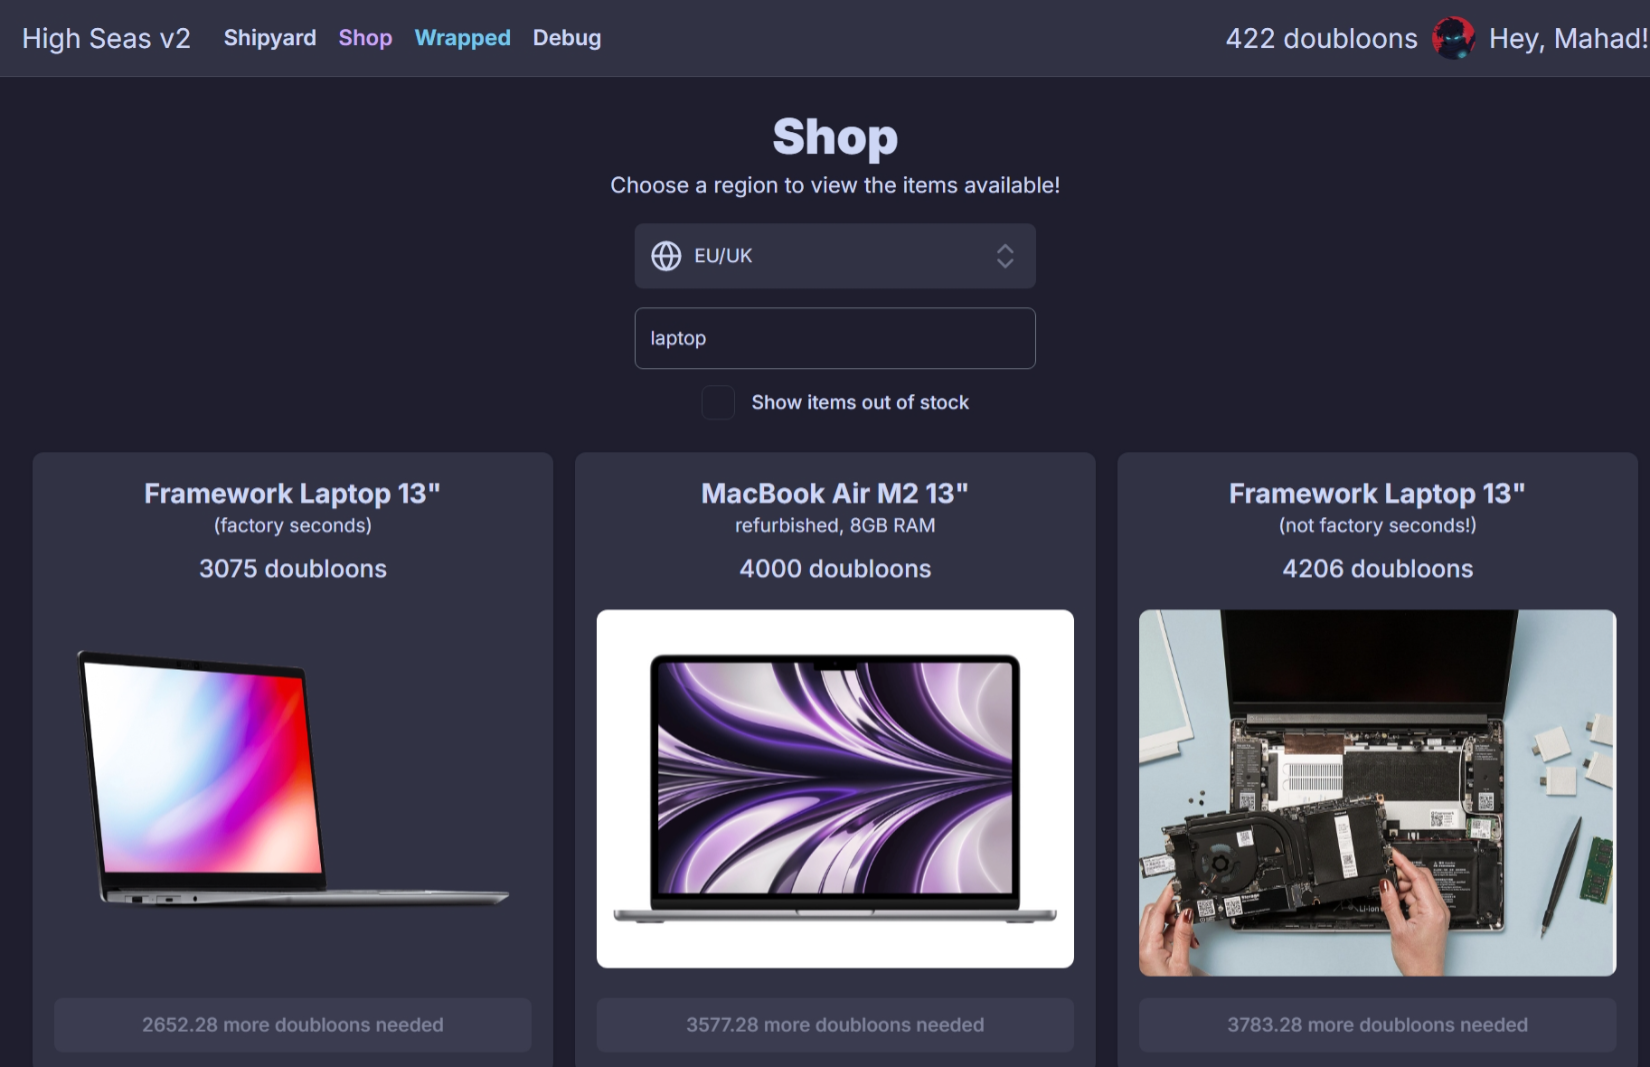 High Seas v2 Shipyard Shop Wrapped Debug 422 doubloons Hey, Mahad!
Shop
Choose a region to view the items available!
EU/UK
laptop
Show items out of stock
Framework Laptop 13"
(factory seconds)
3075 doubloons
2652.28 more doubloons needed
MacBook Air M2 13"
refurbished, 8GB RAM
4000 doubloons
3577.28 more doubloons needed
Framework Laptop 13"
(not factory seconds!)
4206 doubloons
Li-ion
3783.28 more doubloons needed